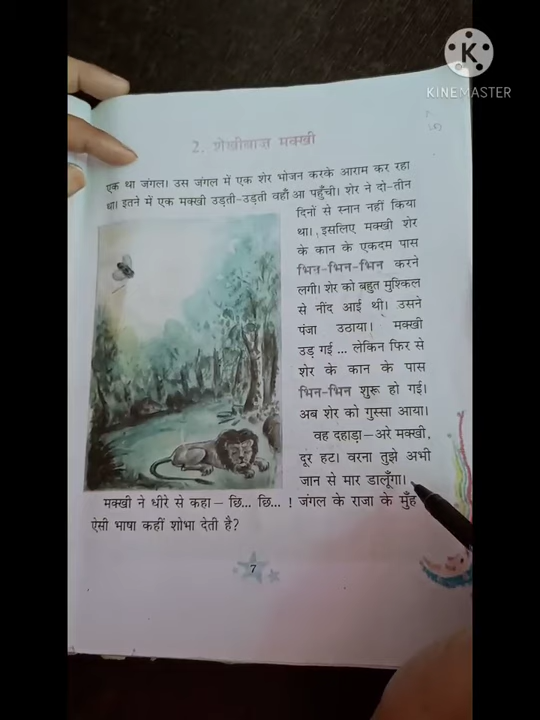 KINEMASTER
2. शेखीबाज़ मक्खी
एक था जंगल। उस जंगल में एक शेर भोजन करके आराम कर रहा
था। इतने में एक मक्खी उड़ती-उड़ती वहाँ आ पहुँची। शेर ने दो-तीन
दिनों से स्नान नहीं किया
था। इसलिए मक्खी शेर
के कान के एकदम पास
भिन-भिन-भिन करने
लगी। शेर को बहुत मुश्किल
से नींद आई थी। उसने
पंजा उठाया। मक्खी
उड़ गई ... लेकिन फिर से
शेर के कान के पास
भिन-भिन शुरू हो गई।
अब शेर को गुस्सा आया।
वह दहाड़ा – अरे मक्खी,
दूर हट। वरना तुझे अभी
जान से मार डालूँगा।
मक्खी ने धीरे से कहा – छि... छि... ! जंगल के राजा के मुँह
ऐसी भाषा कहीं शोभा देती है?
7